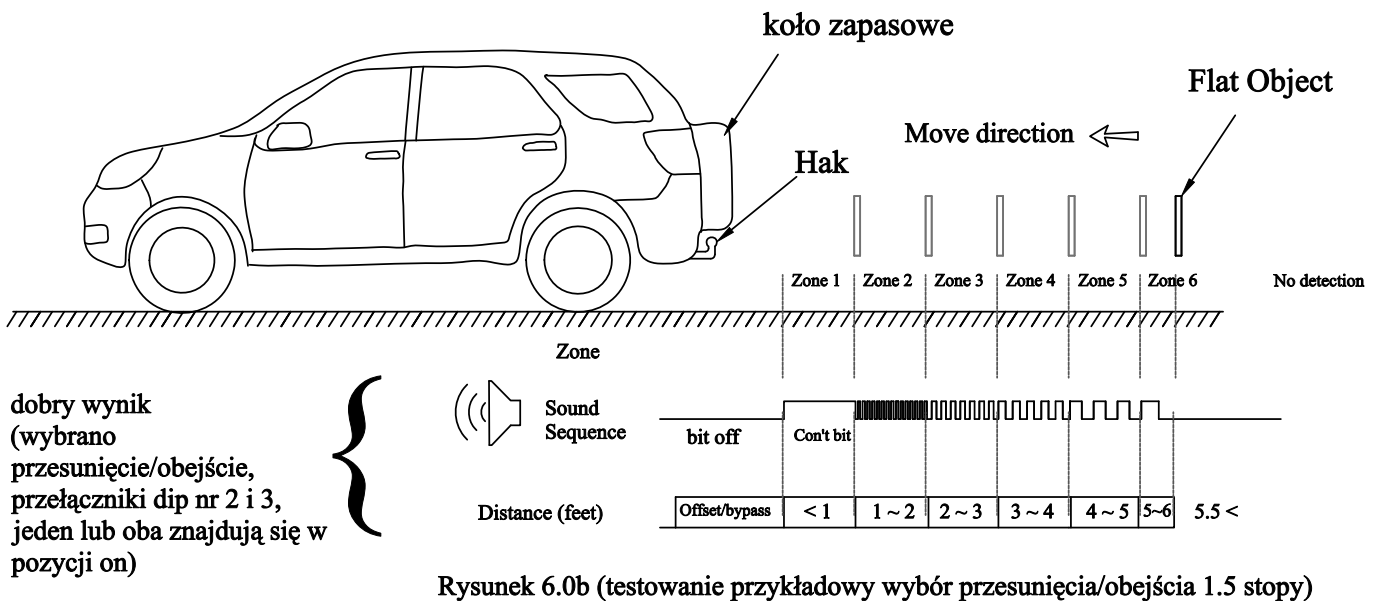 koło zapasowe
Flat Object
Move direction
Hak
Zone 1 Zone 2 Zone 3 Zone 4 Zone 5 Zone 6 No detection
Zone
dobry wynik
(wybrano
przesunięcie/obejście,
przełączniki dip nr 2 i 3,
jeden lub oba znajdują się w
pozycji on)
Sound
Sequence
bit off
Con't bit
Distance (feet)
Offset/bypass < 1 1 ~ 2 2 ~ 3 3 ~ 4 4 ~ 5 5~6 5.5 <
Rysunek 6.0b (testowanie przykładowy wybór przesunięcia/obejścia 1.5 stopy)